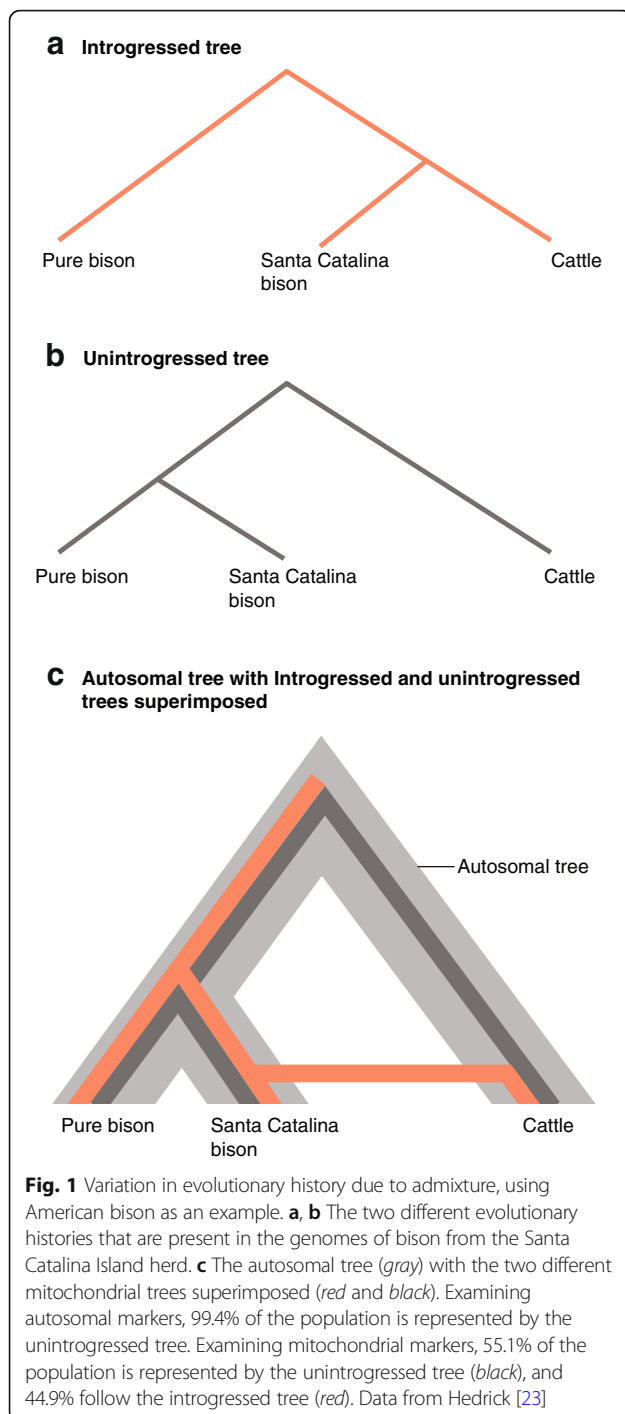 a Introgressed tree
Pure bison
Santa Catalina
bison
Cattle
b Unintrogressed tree
Pure bison
Santa Catalina
bison
Cattle
c Autosomal tree with Introgressed and unintrogressed
trees superimposed
Autosomal tree
Pure bison
Santa Catalina
bison
Cattle
Fig. 1 Variation in evolutionary history due to admixture, using
American bison as an example. a, b The two different evolutionary
histories that are present in the genomes of bison from the Santa
Catalina Island herd. c The autosomal tree (gray) with the two different
mitochondrial trees superimposed (red and black). Examining
autosomal markers, 99.4% of the population is represented by the
unintrogressed tree. Examining mitochondrial markers, 55.1% of the
population is represented by the unintrogressed tree (black), and
44.9% follow the introgressed tree (red). Data from Hedrick [23]